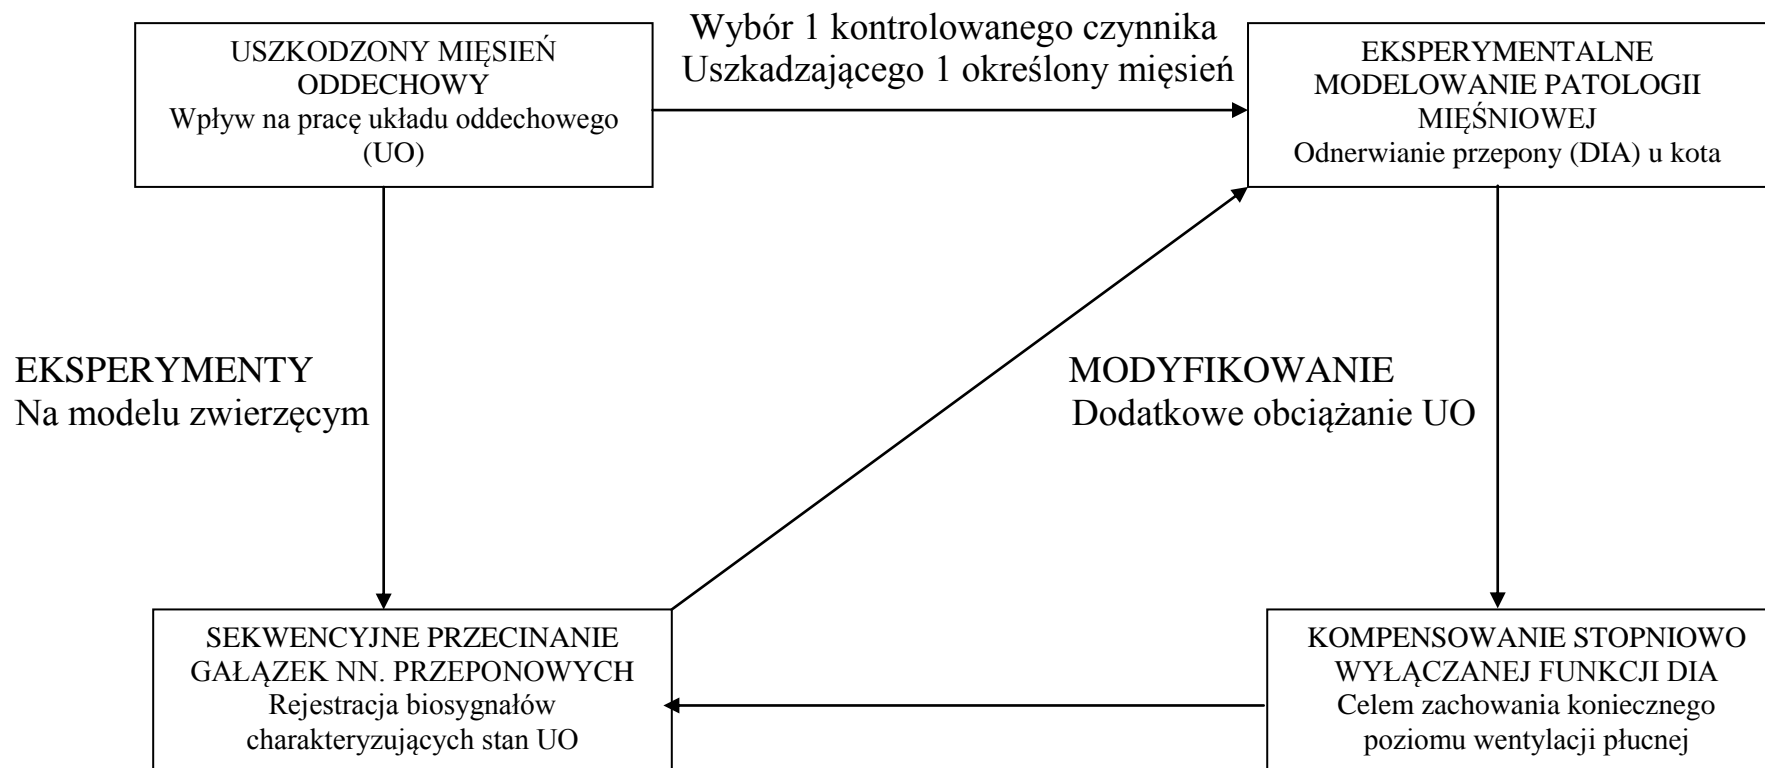 USZKODZONY MIĘSIEŃ
ODDECHOWY
Wpływ na pracę układu oddechowego
(UO)
Wybór 1 kontrolowanego czynnika
Uszkadzającego 1 określony mięsień
EKSPERYMENTALNE
MODELOWANIE PATOLOGII
MIĘŚNIOWEJ
Odnerwianie przepony (DIA) u kota
EKSPERYMENTY
Na modelu zwierzęcym
MODYFIKOWANIE
Dodatkowe obciążanie UO
SEKWENCYJNE PRZECINANIE
GAŁĄZEK NN. PRZEPONOWYCH
Rejestracja biosygnałów
charakteryzujących stan UO
KOMPENSOWANIE STOPNIOWO
WYŁĄCZANEJ FUNKCJI DIA
Celem zachowania koniecznego
poziomu wentylacji płucnej